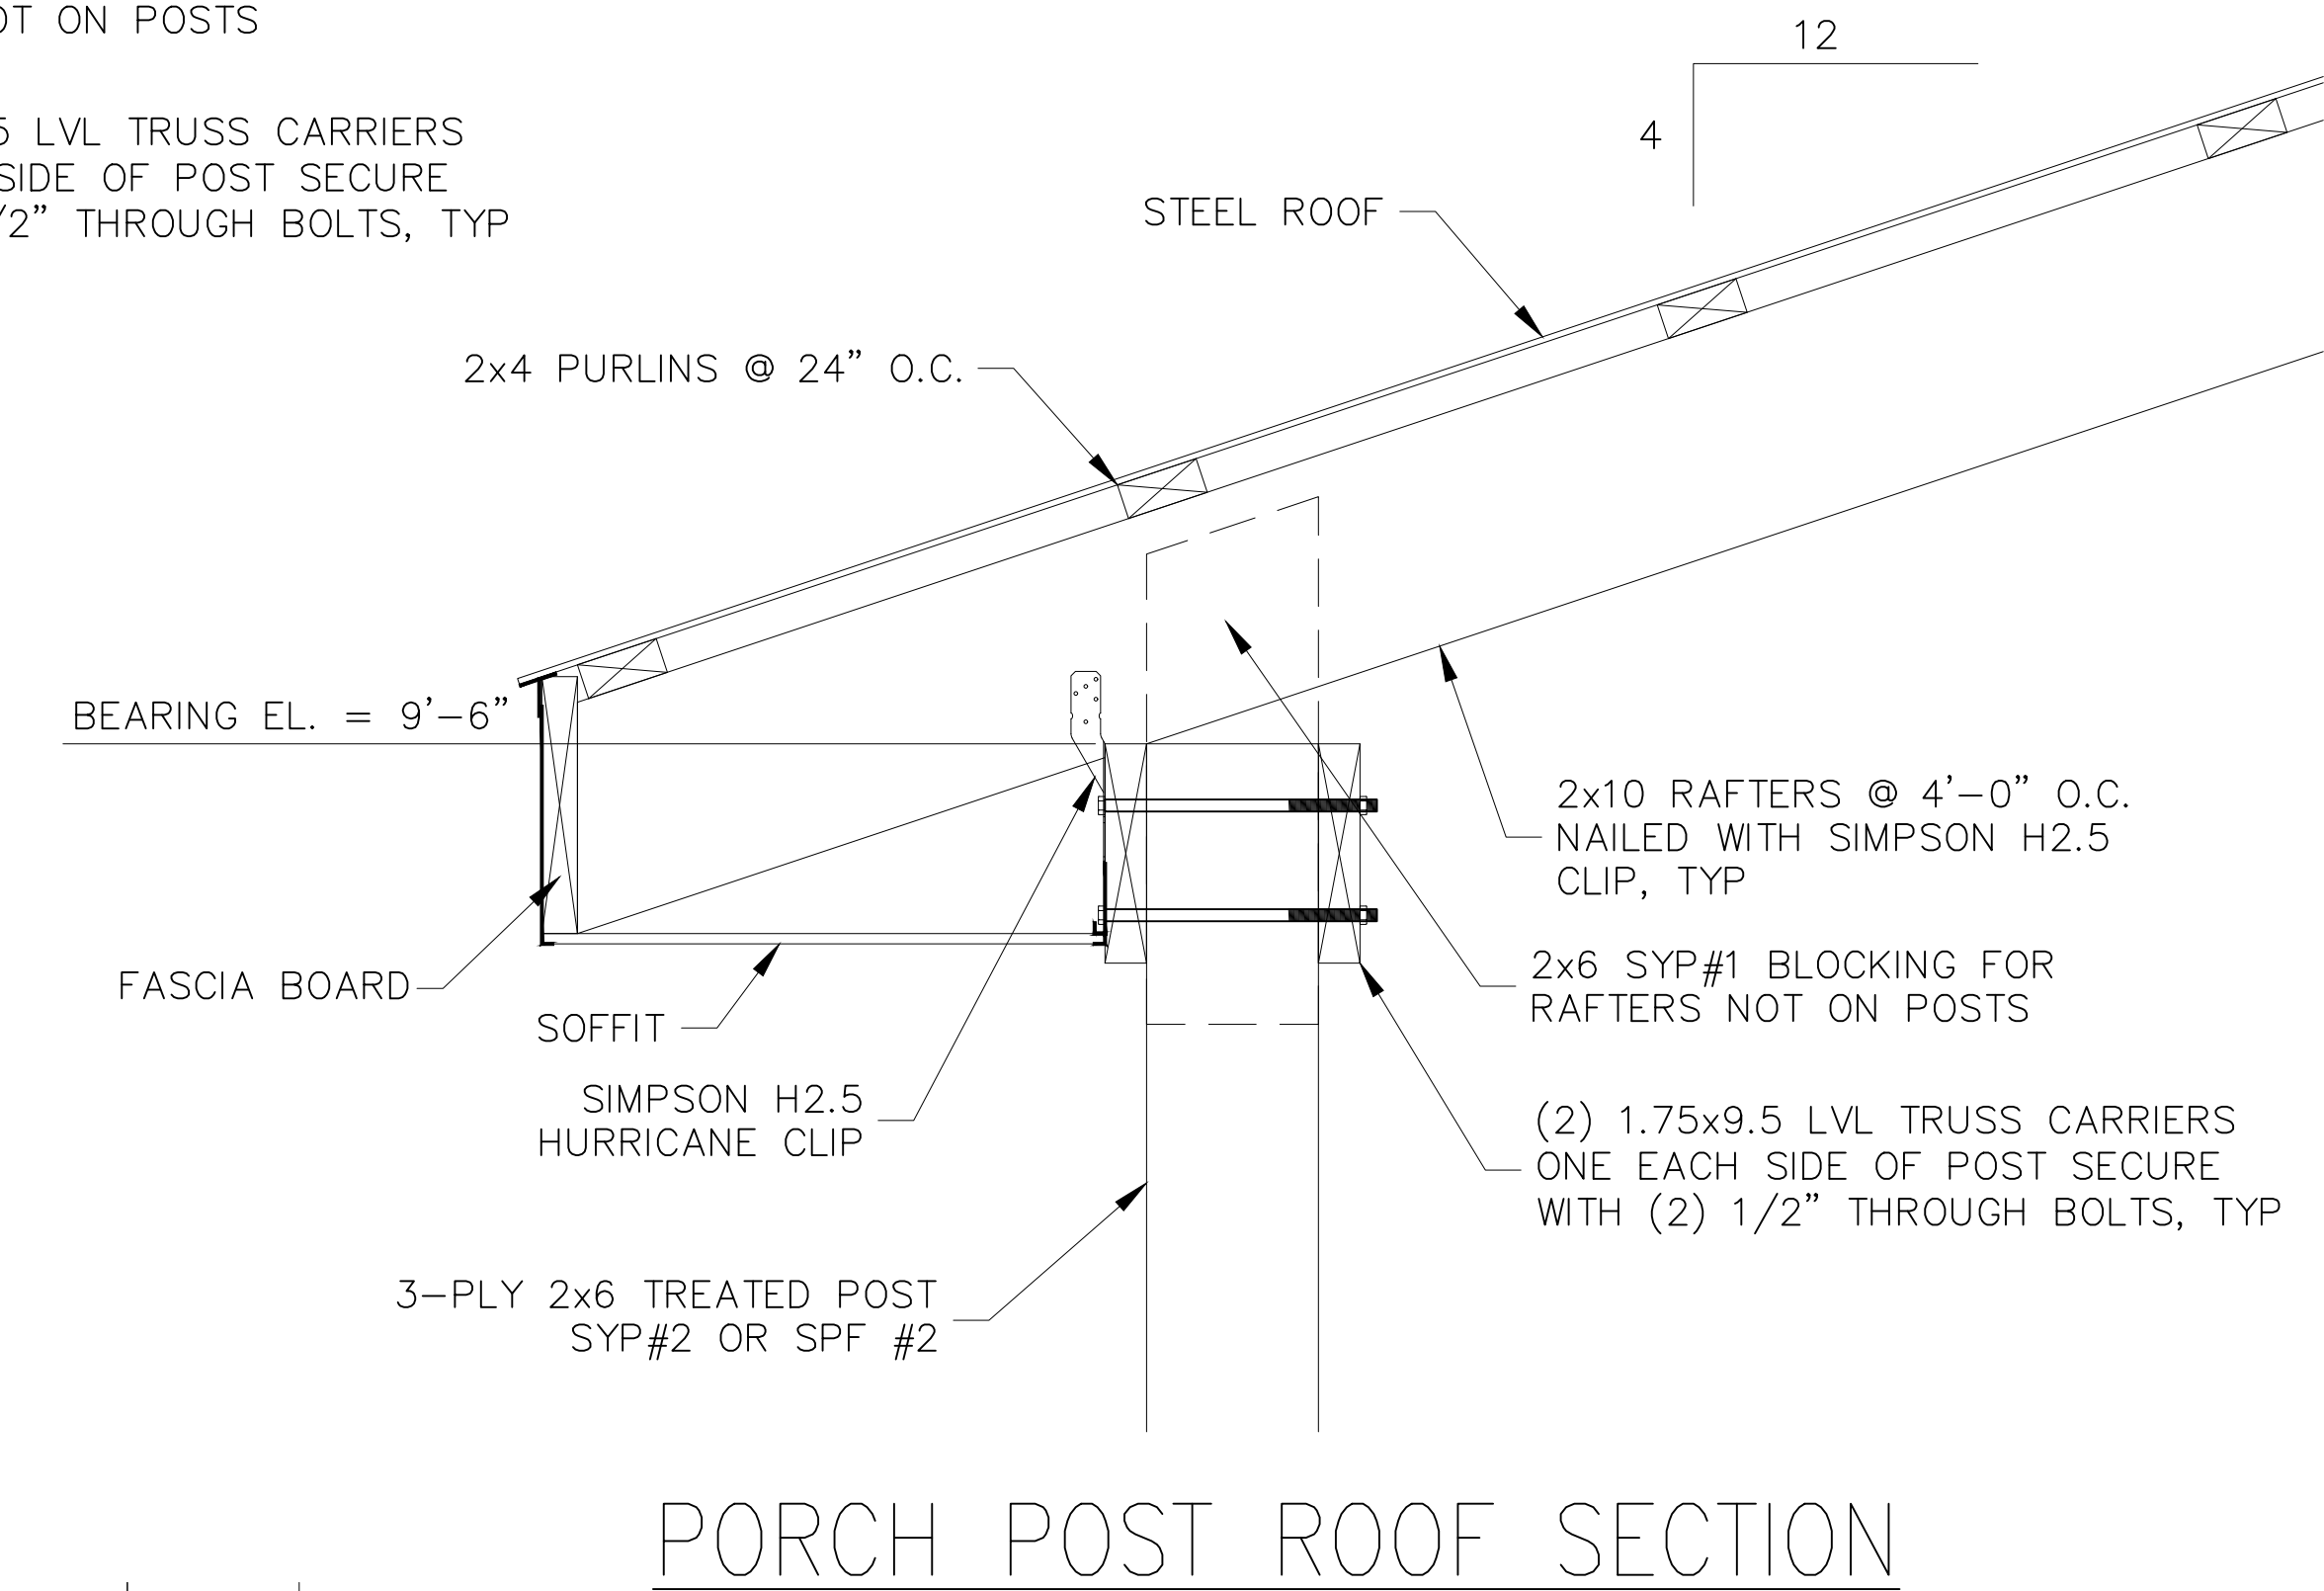 ON POSTS
LVL TRUSS CARRIERS
SIDE OF POST SECURE
THROUGH BOLTS, TYP
12
4
STEEL ROOF
2x4 PURLINS @ 24" O.C.
BEARING EL. = 9'-6"
2x10 RAFTERS @ 4'-0" O.C.
NAILED WITH SIMPSON H2.5
CLIP, TYP
FASCIA BOARD
2x6 SYP#1 BLOCKING FOR
RAFTERS NOT ON POSTS
SOFFIT
SIMPSON H2.5
HURRICANE CLIP
(2) 1.75x9.5 LVL TRUSS CARRIERS
ONE EACH SIDE OF POST SECURE
WITH (2) 1/2" THROUGH BOLTS, TYP
3-PLY 2x6 TREATED POST
SYP#2 OR SPF #2
PORCH POST ROOF SECTION